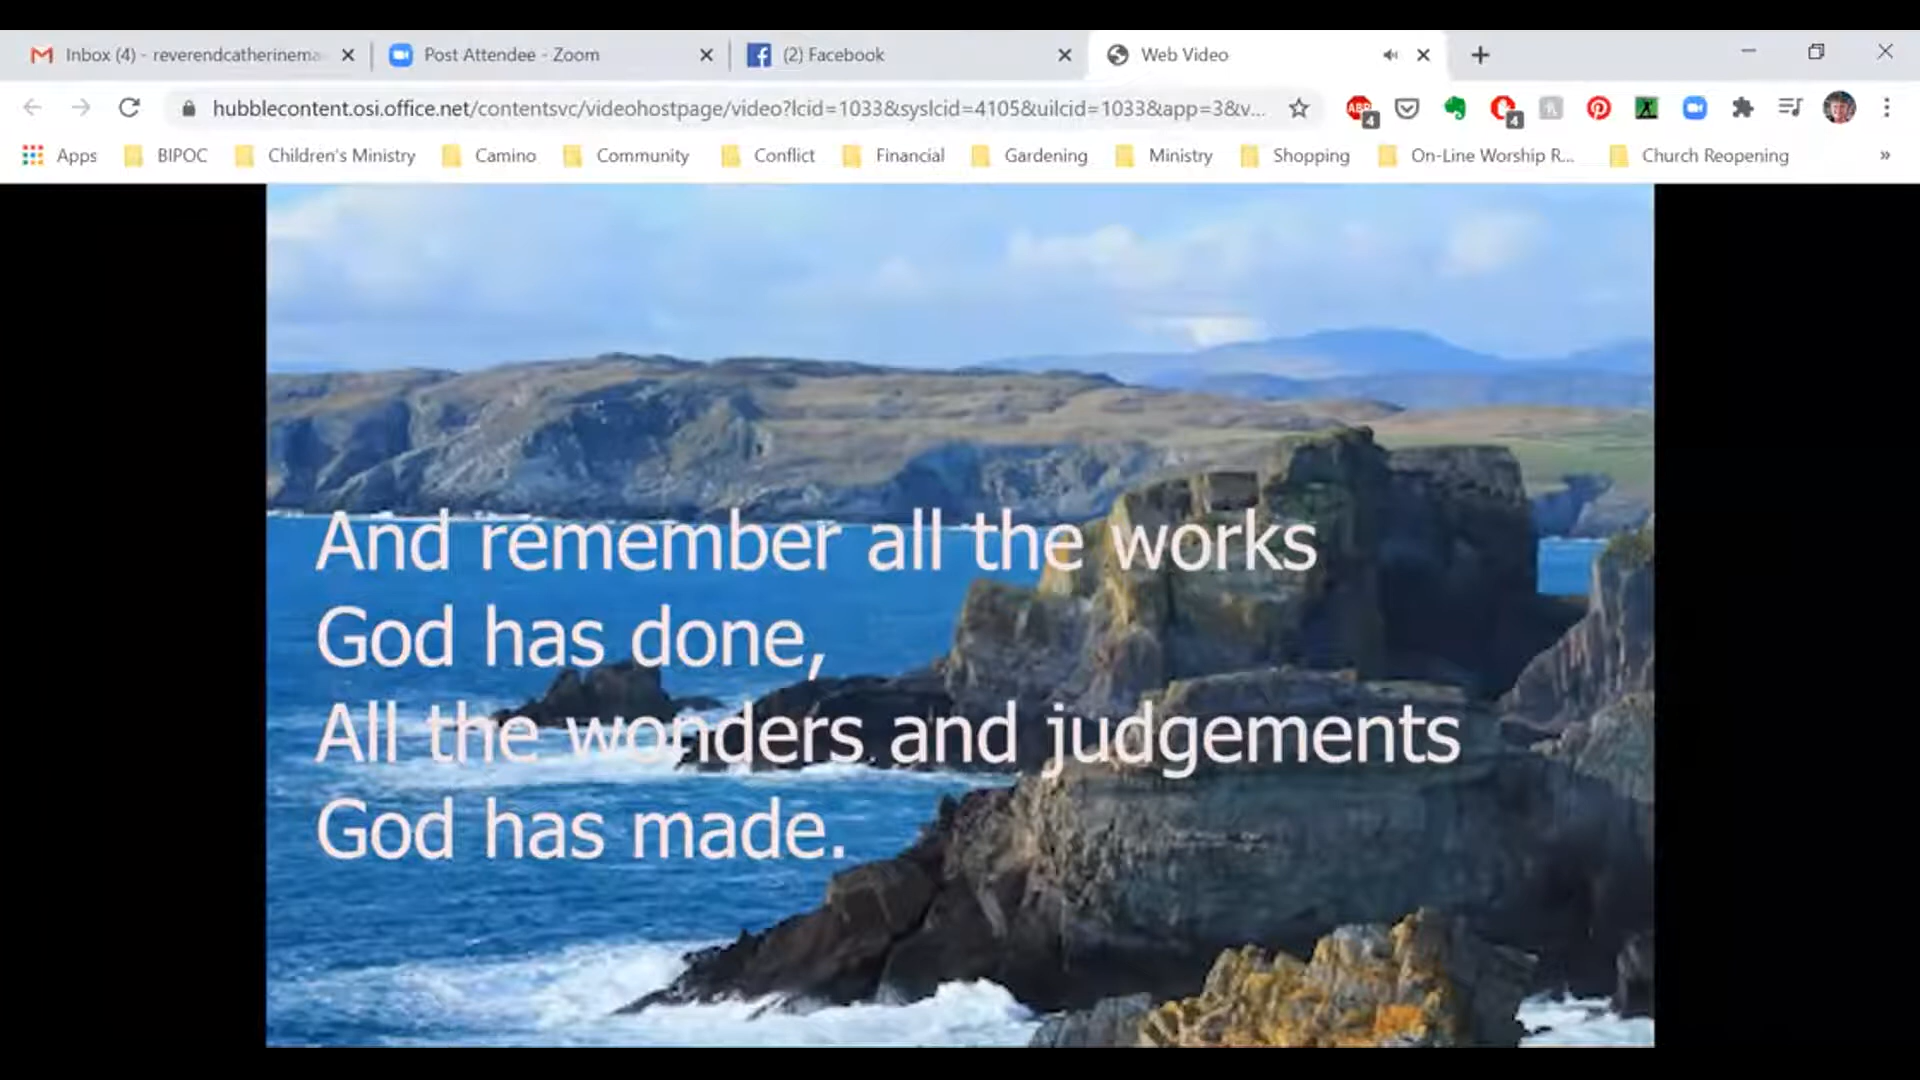 Inbox (4) - reverendcatherinema
Post Attendee - Zoom
(2) Facebook
Web Video
hubblecontent.osi.office.net/contentsvc/videohostpage/video?lcid=1033&syslcid=4105&uilcid=1033&app=3&v...
ABP
4
4
Apps
BIPOC
Children's Ministry
Camino
Community
Conflict
Financial
Gardening
Ministry
Shopping
On-Line Worship R...
Church Reopening
»
And remember all the works
God has done,
All the wonders and judgements
God has made.